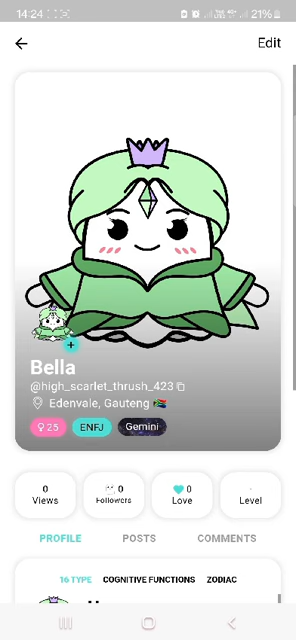 14:24
21%
Edit
Bella
@high_scarlet_thrush_423
Edenvale, Gauteng 🇿🇦
♀ 25 ENFJ Gemini
0 0 0 -
Views Followers Love Level
PROFILE POSTS COMMENTS
16 TYPE COGNITIVE FUNCTIONS ZODIAC